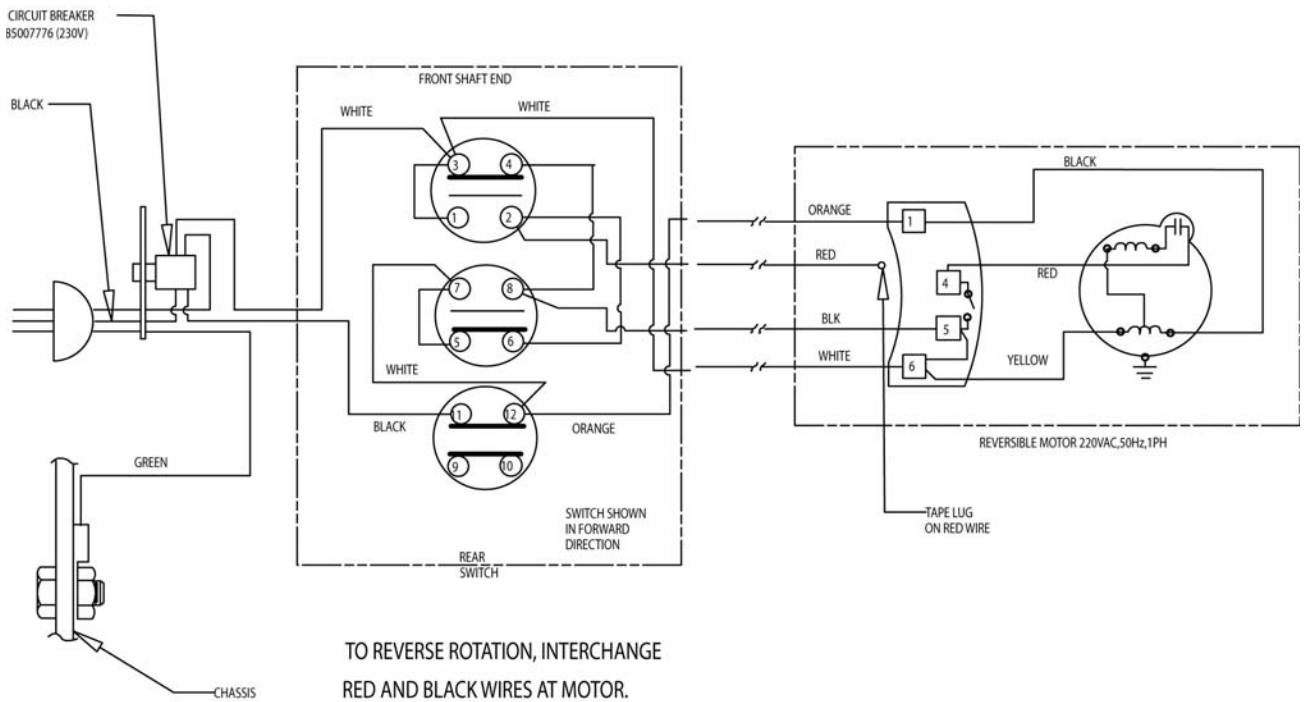 CIRCUIT BREAKER
85007776 (230V)
BLACK
FRONT SHAFT END
WHITE
WHITE
3
4
1
2
7
8
5
6
WHITE
11
12
9
10
BLACK
ORANGE
GREEN
SWITCH SHOWN
IN FORWARD
DIRECTION
REAR
SWITCH
CHASSIS
ORANGE
RED
BLK
WHITE
1
4
5
6
BLACK
RED
YELLOW
REVERSIBLE MOTOR 220VAC,50Hz,1PH
TAPE LUG
ON RED WIRE
TO REVERSE ROTATION, INTERCHANGE
RED AND BLACK WIRES AT MOTOR.